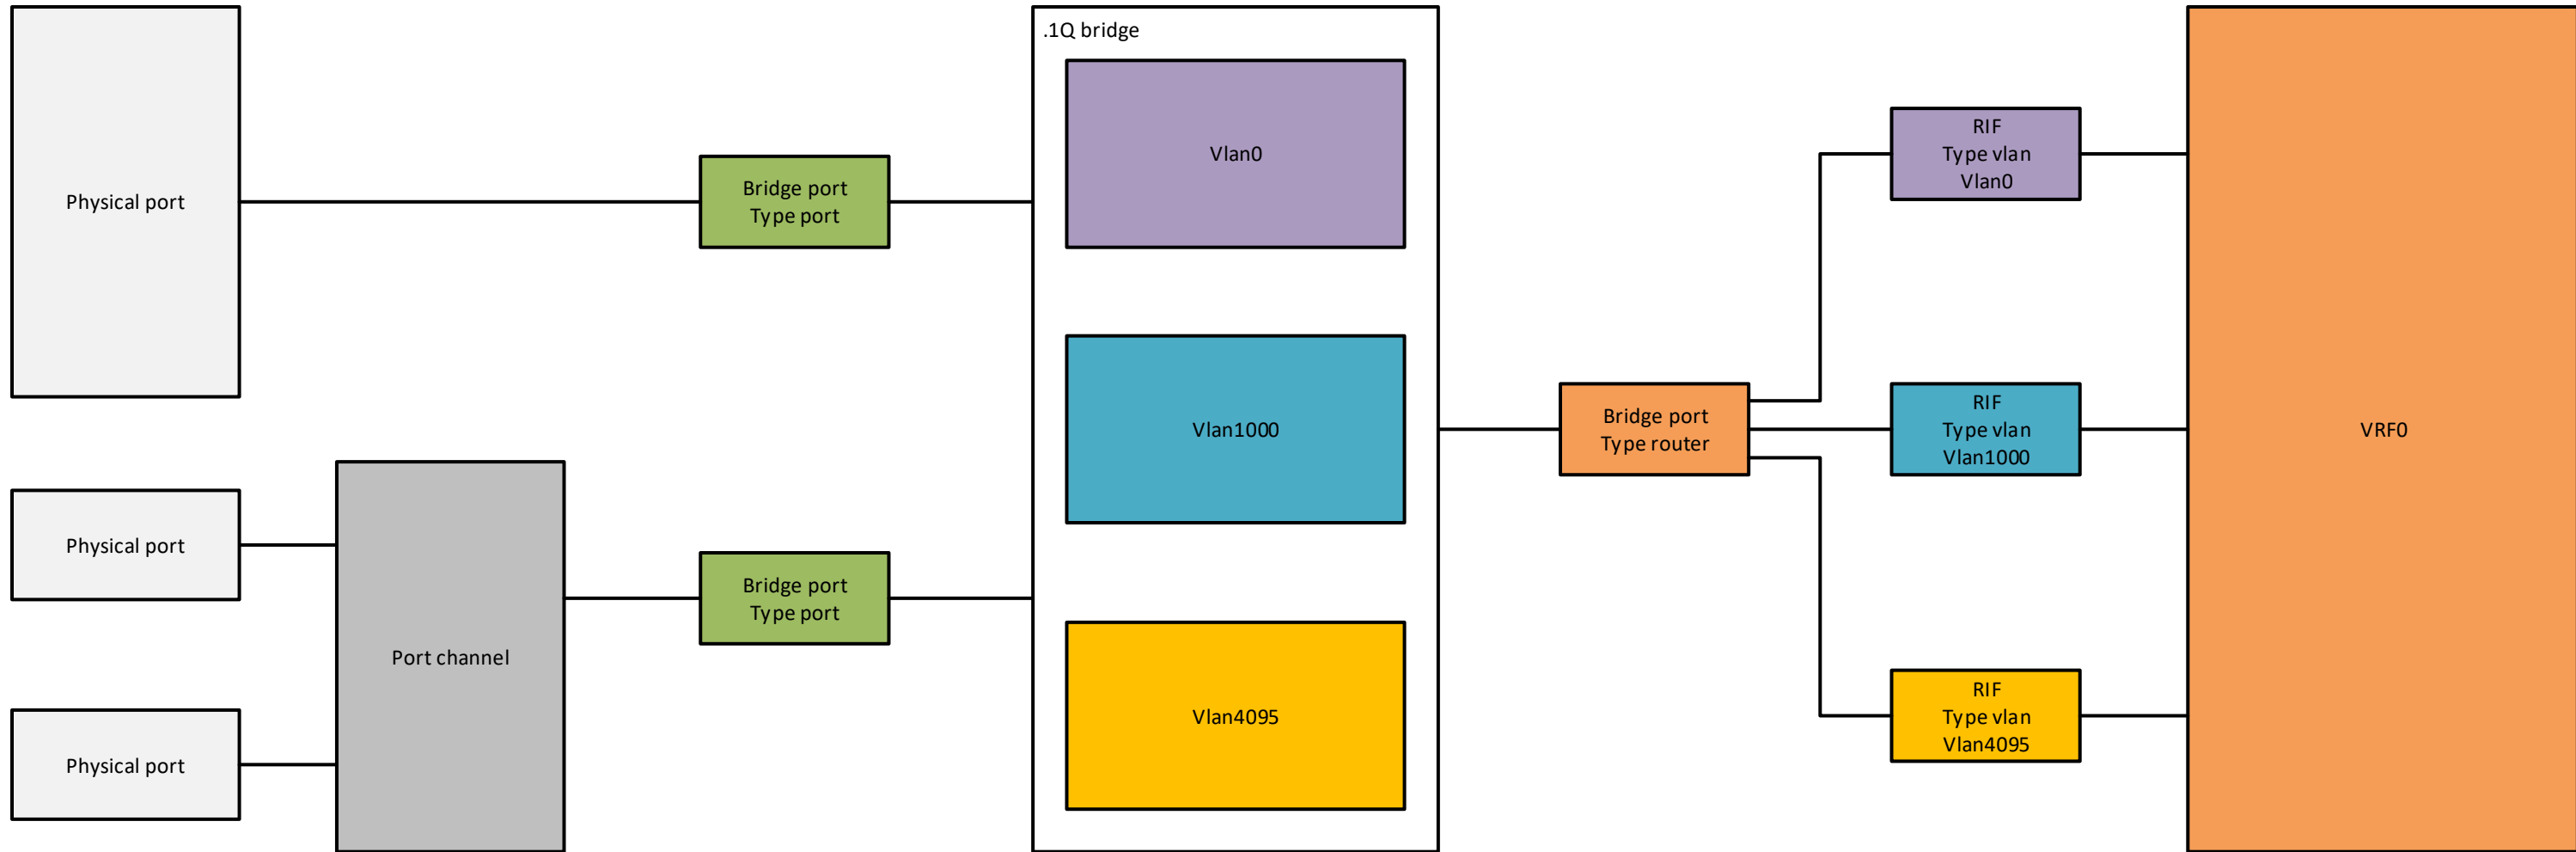 Physical port
Physical port
Physical port
Port channel
Bridge port
Type port
Bridge port
Type port
.1Q bridge
Vlan0
Vlan1000
Vlan4095
Bridge port
Type router
RIF
Type vlan
Vlan0
RIF
Type vlan
Vlan1000
RIF
Type vlan
Vlan4095
VRF0